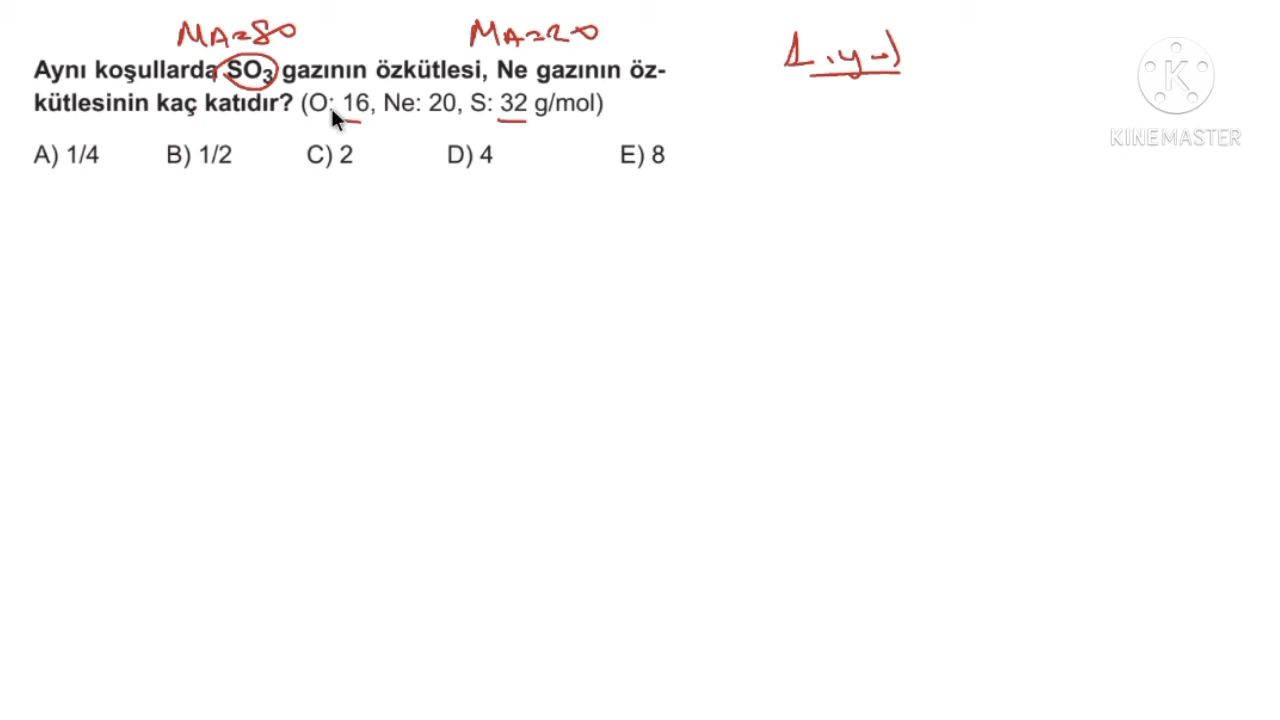 MA=80
MA=20
1.y→)
Aynı koşullarda SO₃ gazının özkütlesi, Ne gazının öz-
kütlesinin kaç katıdır? (O: 16, Ne: 20, S: 32 g/mol)
A) 1/4 B) 1/2 C) 2 D) 4 E) 8
K
KINEMASTER